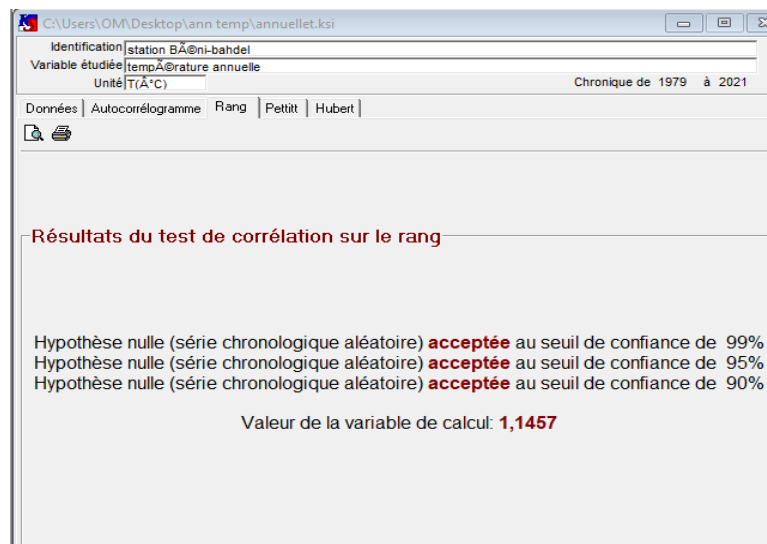 C:\Users\OM\Desktop\ann temp\annuellet.ksi
Identification station BÃ©ni-bahdel
Variable étudiée tempÃ©rature annuelle
Unité T(Â°C) Chronique de 1979 à 2021
Données Autocorrélogramme Rang Pettitt Hubert
Résultats du test de corrélation sur le rang
Hypothèse nulle (série chronologique aléatoire) acceptée au seuil de confiance de 99%
Hypothèse nulle (série chronologique aléatoire) acceptée au seuil de confiance de 95%
Hypothèse nulle (série chronologique aléatoire) acceptée au seuil de confiance de 90%
Valeur de la variable de calcul: 1,1457